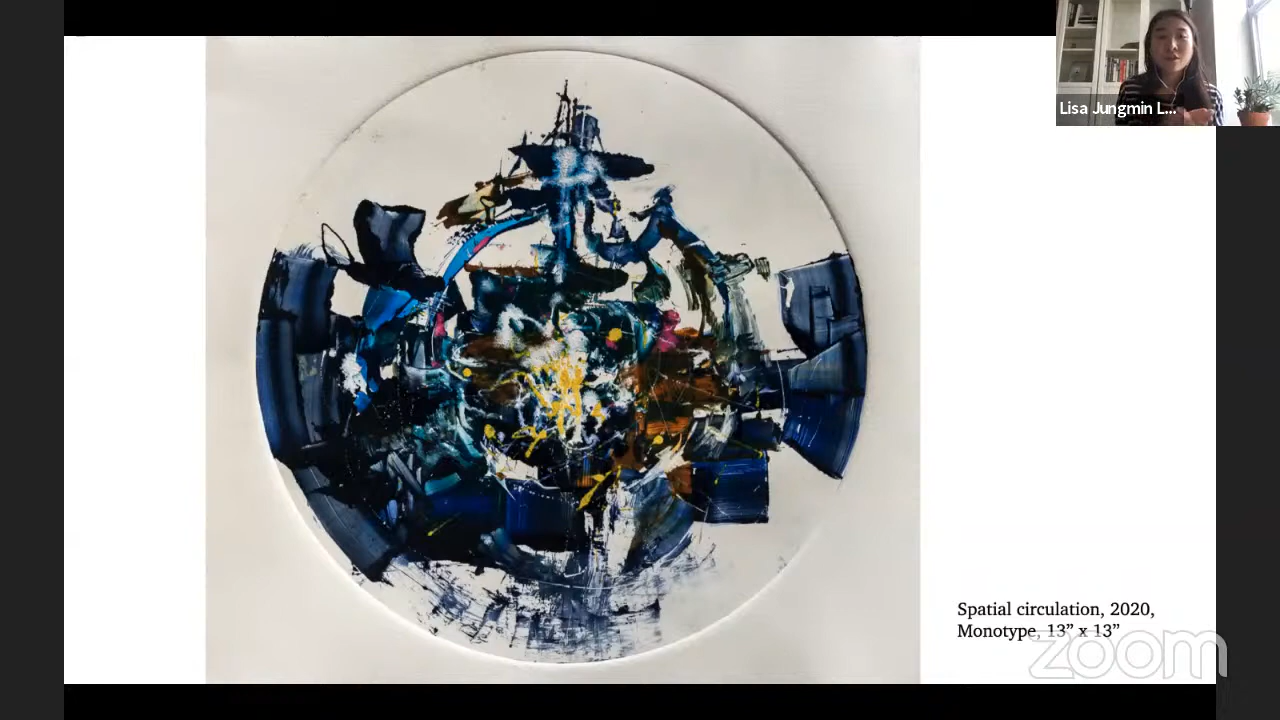 Lisa Jungmin L...
Spatial circulation, 2020,
Monotype, 13” x 13”
zoom